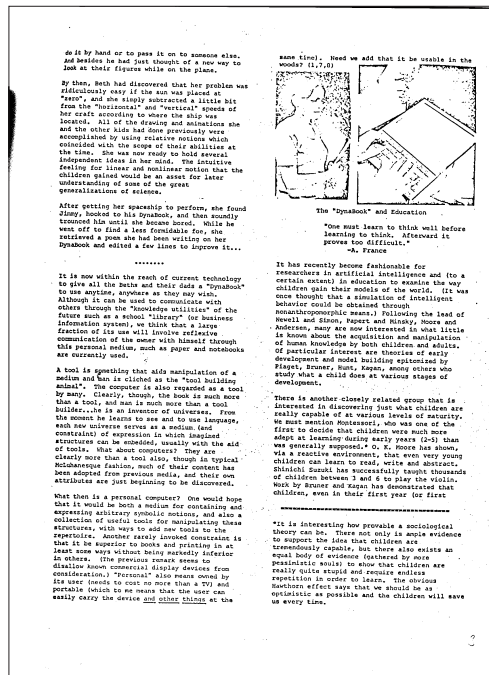 do it by hand or to pass it on to someone else.
And besides he had just thought of a new way to
look at their figures while on the plane.
By then, Beth had discovered that her problem was
ridiculously easy if the sun was placed at
"zero", and she simply subtracted a little bit
from the "horizontal" and "vertical" speeds of
her craft according to where the ship was
located. All of the drawing and animations she
and the other kids had done previously were
accomplished by using relative notions which
coincided with the scope of their abilities at
the time. She was now ready to hold several
independent ideas in her mind. The intuitive
feeling for linear and nonlinear motion that the
children gained would be an asset for later
understanding of some of the great
generalizations of science.
After getting her spaceship to perform, she found
Jimmy, hooked to his DynaBook, and then soundly
trounced him until she became bored. While he
went off to find a less formidable foe, she
retrieved a poem she had been writing on her
DynaBook and edited a few lines to improve it...
********
It is now within the reach of current technology
to give all the Beths and their dads a "DynaBook"
to use anytime, anywhere as they may wish.
Although it can be used to communicate with
others through the "knowledge utilities" of the
future such as a school "library" (or business
information system), we think that a large
fraction of its use will involve reflexive
communication of the owner with himself through
this personal medium, much as paper and notebooks
are currently used.
A tool is something that aids manipulation of a
medium and man is cliched as the "tool building
animal". The computer is also regarded as a tool
by many. Clearly, though, the book is much more
than a tool, and man is much more than a tool
builder...he is an inventor of universes. From
the moment he learns to see and to use language,
each new universe serves as a medium (and
constraint) of expression in which imagined
structures can be embedded, usually with the aid
of tools. What about computers? They are
clearly more than a tool also, though in typical
McLuhanesque fashion, much of their content has
been adopted from previous media, and their own
attributes are just beginning to be discovered.
What then is a personal computer? One would hope
that it would be both a medium for containing and
expressing arbitrary symbolic notions, and also a
collection of useful tools for manipulating these
structures, with ways to add new tools to the
repertoire. Another rarely invoked constraint is
that it be superior to books and printing in at
least some ways without being markedly inferior
in others. (The previous remark seems to
disallow known commercial display devices from
consideration.) "Personal" also means owned by
its user (needs to cost no more than a TV) and
portable (which to me means that the user can
easily carry the device and other things at the
same time). Need we add that it be usable in the
woods? (1,7,0)
The "DynaBook" and Education
"One must learn to think well before
learning to think. Afterward it
proves too difficult."
-A. France
It has recently become fashionable for
researchers in artificial intelligence and (to a
certain extent) in education to examine the way
children gain their models of the world. (It was
once thought that a simulation of intelligent
behavior could be obtained through
nonanthropomorphic means.) Following the lead of
Newell and Simon, Papert and Minsky, Moore and
Andersen, many are now interested in what little
is known about the acquisition and manipulation
of human knowledge by both children and adults.
Of particular interest are theories of early
development and model building epitomized by
Piaget, Bruner, Hunt, Kagan, among others who
study what a child does at various stages of
development.
There is another closely related group that is
interested in discovering just what children are
really capable of at various levels of maturity.
We must mention Montessori, who was one of the
first to decide that children were much more
adept at learning during early years (2-5) than
was generally supposed.* O. K. Moore has shown,
via a reactive environment, that even very young
children can learn to read, write and abstract.
Shinichi Suzuki has successfully taught thousands
of children between 3 and 6 to play the violin.
Work by Bruner and Kagan has demonstrated that
children, even in their first year (or first
*It is interesting how provable a sociological
theory can be. There not only is ample evidence
to support the idea that children are
tremendously capable, but there also exists an
equal body of evidence (gathered by more
pessimistic souls) to show that children are
really quite stupid and require endless
repetition in order to learn. The obvious
Hawthorn effect says that we should be as
optimistic as possible and the children will save
us every time.
3